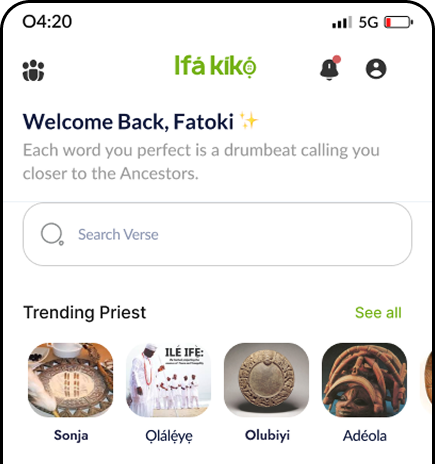 04:20
5G
Ifá kíkọ́
Welcome Back, Fatoki ✨
Each word you perfect is a drumbeat calling you
closer to the Ancestors.
Search Verse
Trending Priest
See all
ILÉ IFẸ̀:
Sonja
Ọlálẹ́yẹ
Olubiyi
Adéola